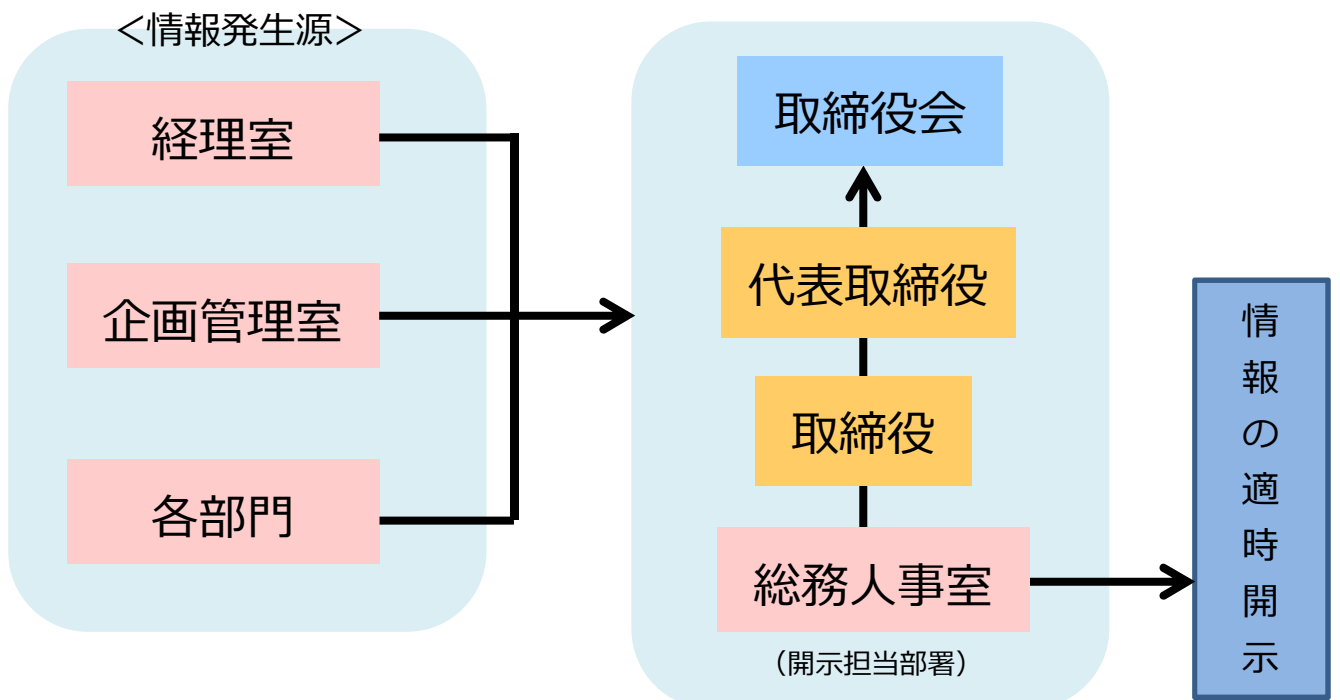 ＜情報発生源＞
経理室
企画管理室
各部門
取締役会
代表取締役
取締役
総務人事室
（開示担当部署）
情報の適時開示